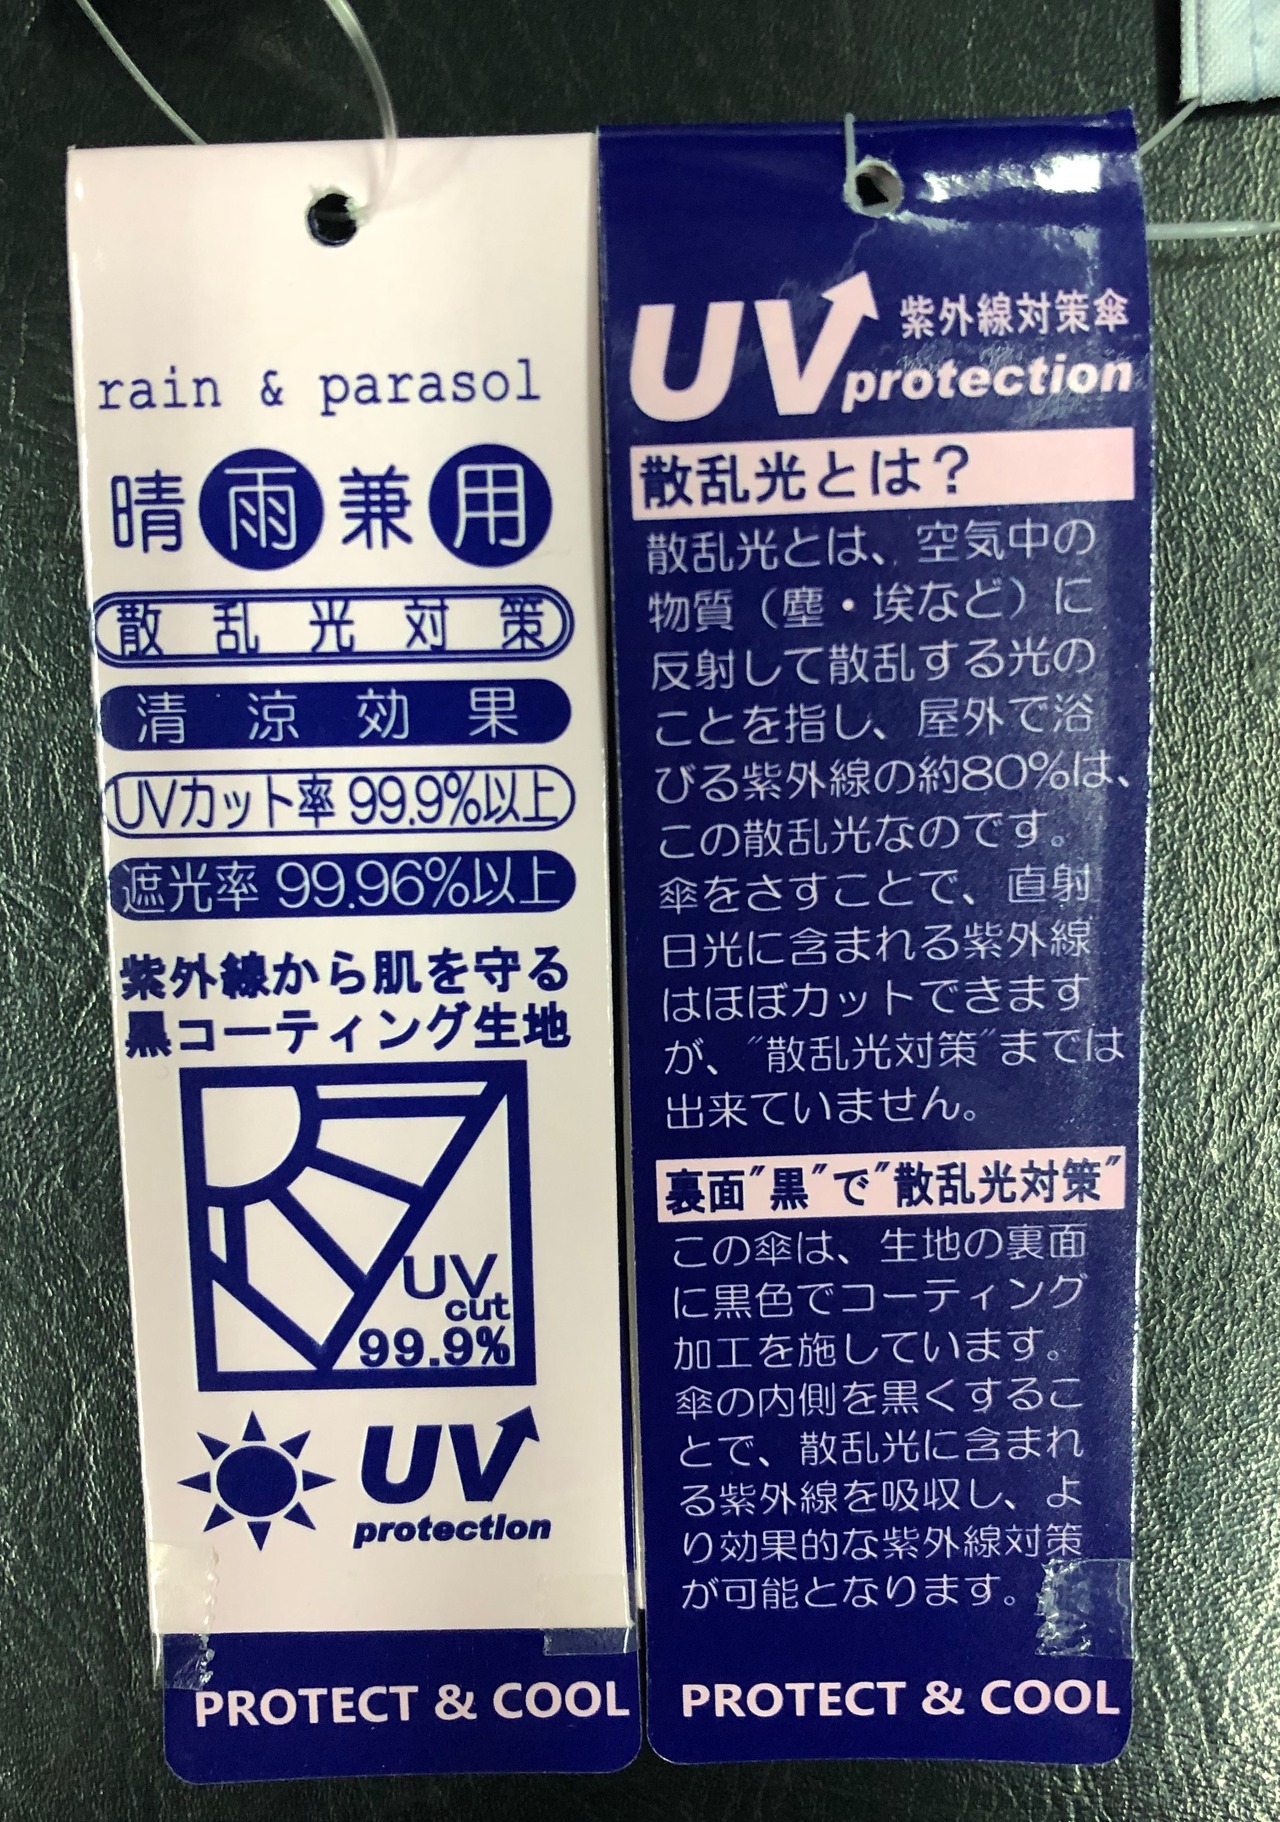 rain & parasol
晴雨兼用
散乱光対策
清涼効果
UVカット率 99.9%以上
遮光率 99.96%以上
紫外線から肌を守る
黒コーティング生地
UV
cut
99.9%
UV
protection
PROTECT & COOL
紫外線対策傘
UV protection
散乱光とは？
散乱光とは、空気中の
物質（塵・埃など）に
反射して散乱する光の
ことを指し、屋外で浴
びる紫外線の約80%は、
この散乱光なのです。
傘をさすことで、直射
日光に含まれる紫外線
はほぼカットできます
が、"散乱光対策"までは
出来ていません。
裏面"黒"で"散乱光対策"
この傘は、生地の裏面
に黒色でコーティング
加工を施しています。
傘の内側を黒くするこ
とで、散乱光に含まれ
る紫外線を吸収し、よ
り効果的な紫外線対策
が可能となります。
PROTECT & COOL